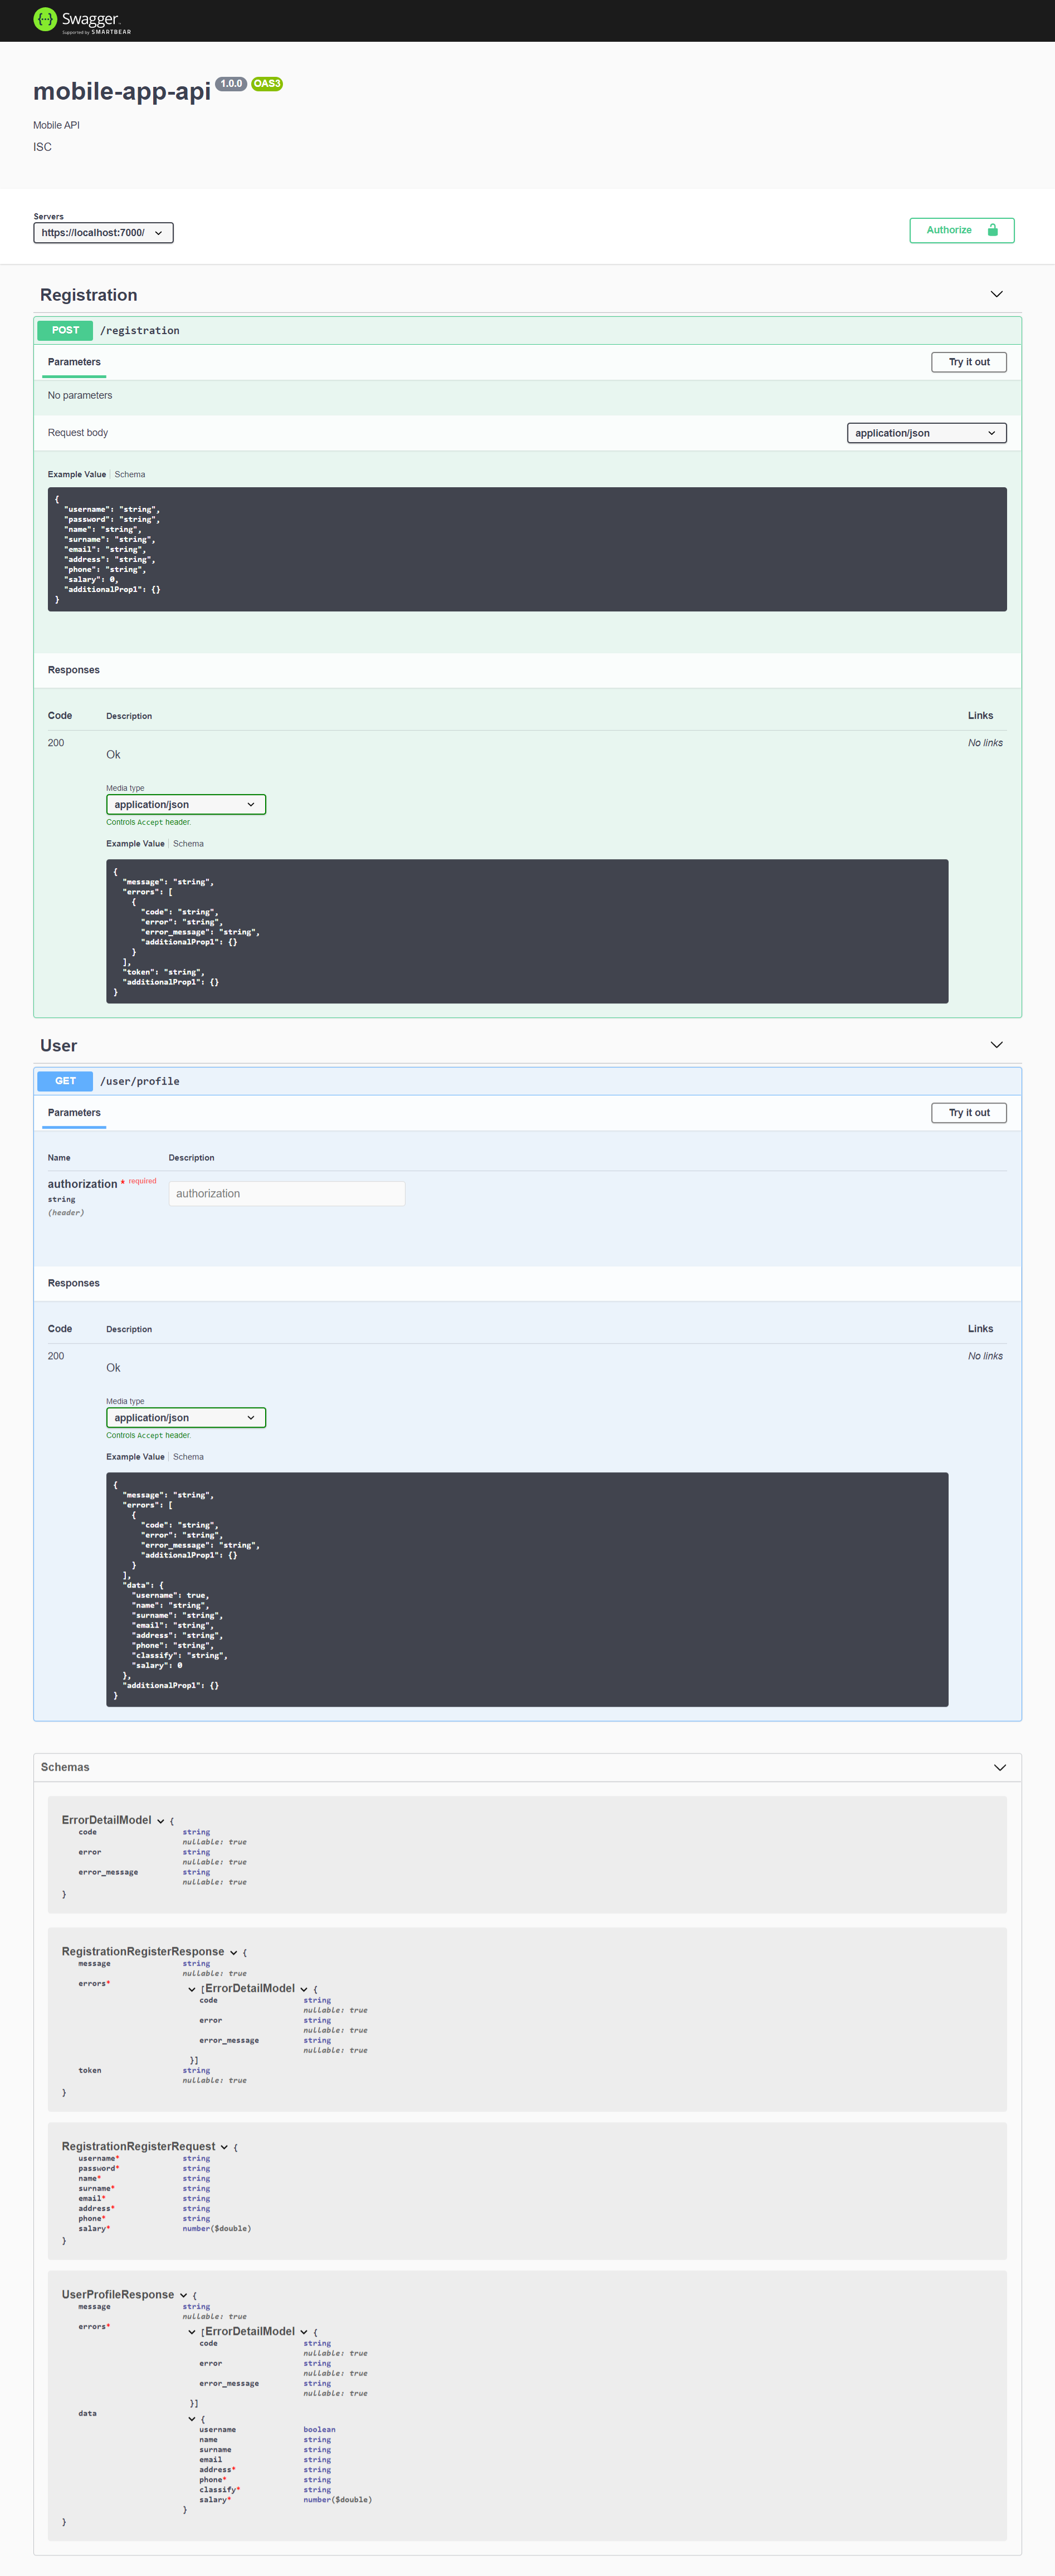 Swagger
Supported by SMARTBEAR
mobile-app-api 1.0.0 OAS3
Mobile API
ISC
Servers
https://localhost:7000/
Authorize
Registration
POST /registration
Parameters
Try it out
No parameters
Request body
application/json
Example Value Schema
{
"username": "string",
"password": "string",
"name": "string",
"surname": "string",
"email": "string",
"address": "string",
"phone": "string",
"salary": 0,
"additionalProp1": {}
}
Responses
Code Description Links
200 Ok No links
Media type
application/json
Controls Accept header.
Example Value Schema
{
"message": "string",
"errors": [
{
"code": "string",
"error": "string",
"error_message": "string",
"additionalProp1": {}
}
],
"token": "string",
"additionalProp1": {}
}
User
GET /user/profile
Parameters
Try it out
Name Description
authorization * required
authorization
string
(header)
Responses
Code Description Links
200 Ok No links
Media type
application/json
Controls Accept header.
Example Value Schema
{
"message": "string",
"errors": [
{
"code": "string",
"error": "string",
"error_message": "string",
"additionalProp1": {}
}
],
"data": {
"username": true,
"name": "string",
"surname": "string",
"email": "string",
"address": "string",
"phone": "string",
"classify": "string",
"salary": 0
},
"additionalProp1": {}
}
Schemas
ErrorDetailModel {
code string
nullable: true
error string
nullable: true
error_message string
nullable: true
}
RegistrationRegisterResponse {
message string
nullable: true
errors* [ErrorDetailModel {
code string
nullable: true
error string
nullable: true
error_message string
nullable: true
}]
token string
nullable: true
}
RegistrationRegisterRequest {
username* string
password* string
name* string
surname* string
email* string
address* string
phone* string
salary* number($double)
}
UserProfileResponse {
message string
nullable: true
errors* [ErrorDetailModel {
code string
nullable: true
error string
nullable: true
error_message string
nullable: true
}]
data {
username boolean
name string
surname string
email string
address* string
phone* string
classify* string
salary* number($double)
}
}